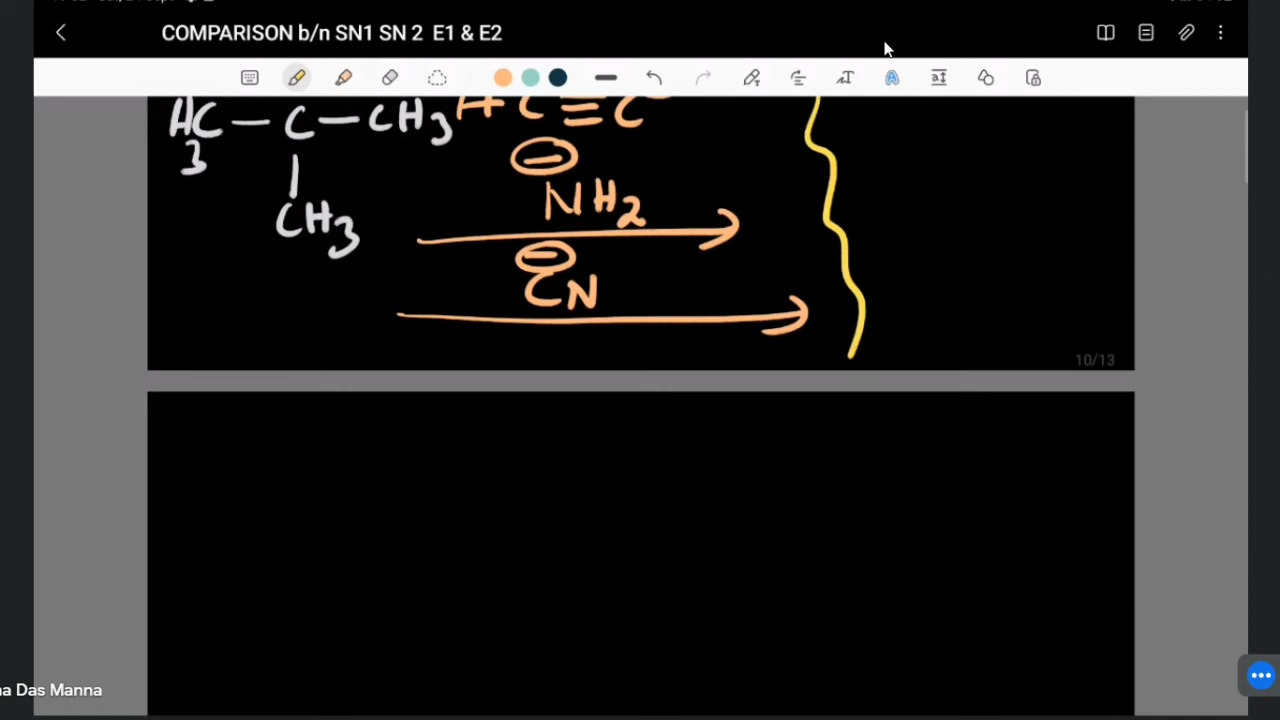 COMPARISON b/n SN1 SN 2 E1 & E2
H3C — C — CH3
H C ≡ C
CH3
⊖
NH2
⊖
CN
10/13
a Das Manna